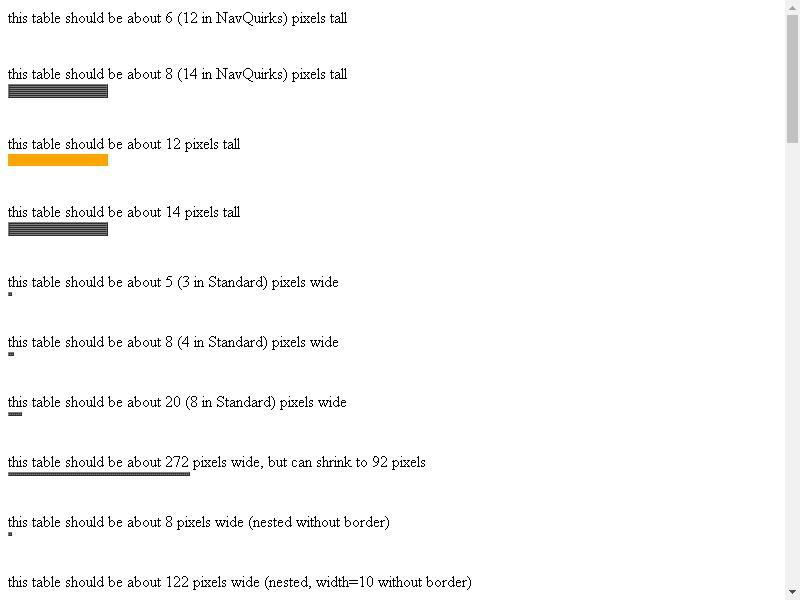 this table should be about 6 (12 in NavQuirks) pixels tall
this table should be about 8 (14 in NavQuirks) pixels tall
this table should be about 12 pixels tall
this table should be about 14 pixels tall
this table should be about 5 (3 in Standard) pixels wide
this table should be about 8 (4 in Standard) pixels wide
this table should be about 20 (8 in Standard) pixels wide
this table should be about 272 pixels wide, but can shrink to 92 pixels
this table should be about 8 pixels wide (nested without border)
this table should be about 122 pixels wide (nested, width=10 without border)